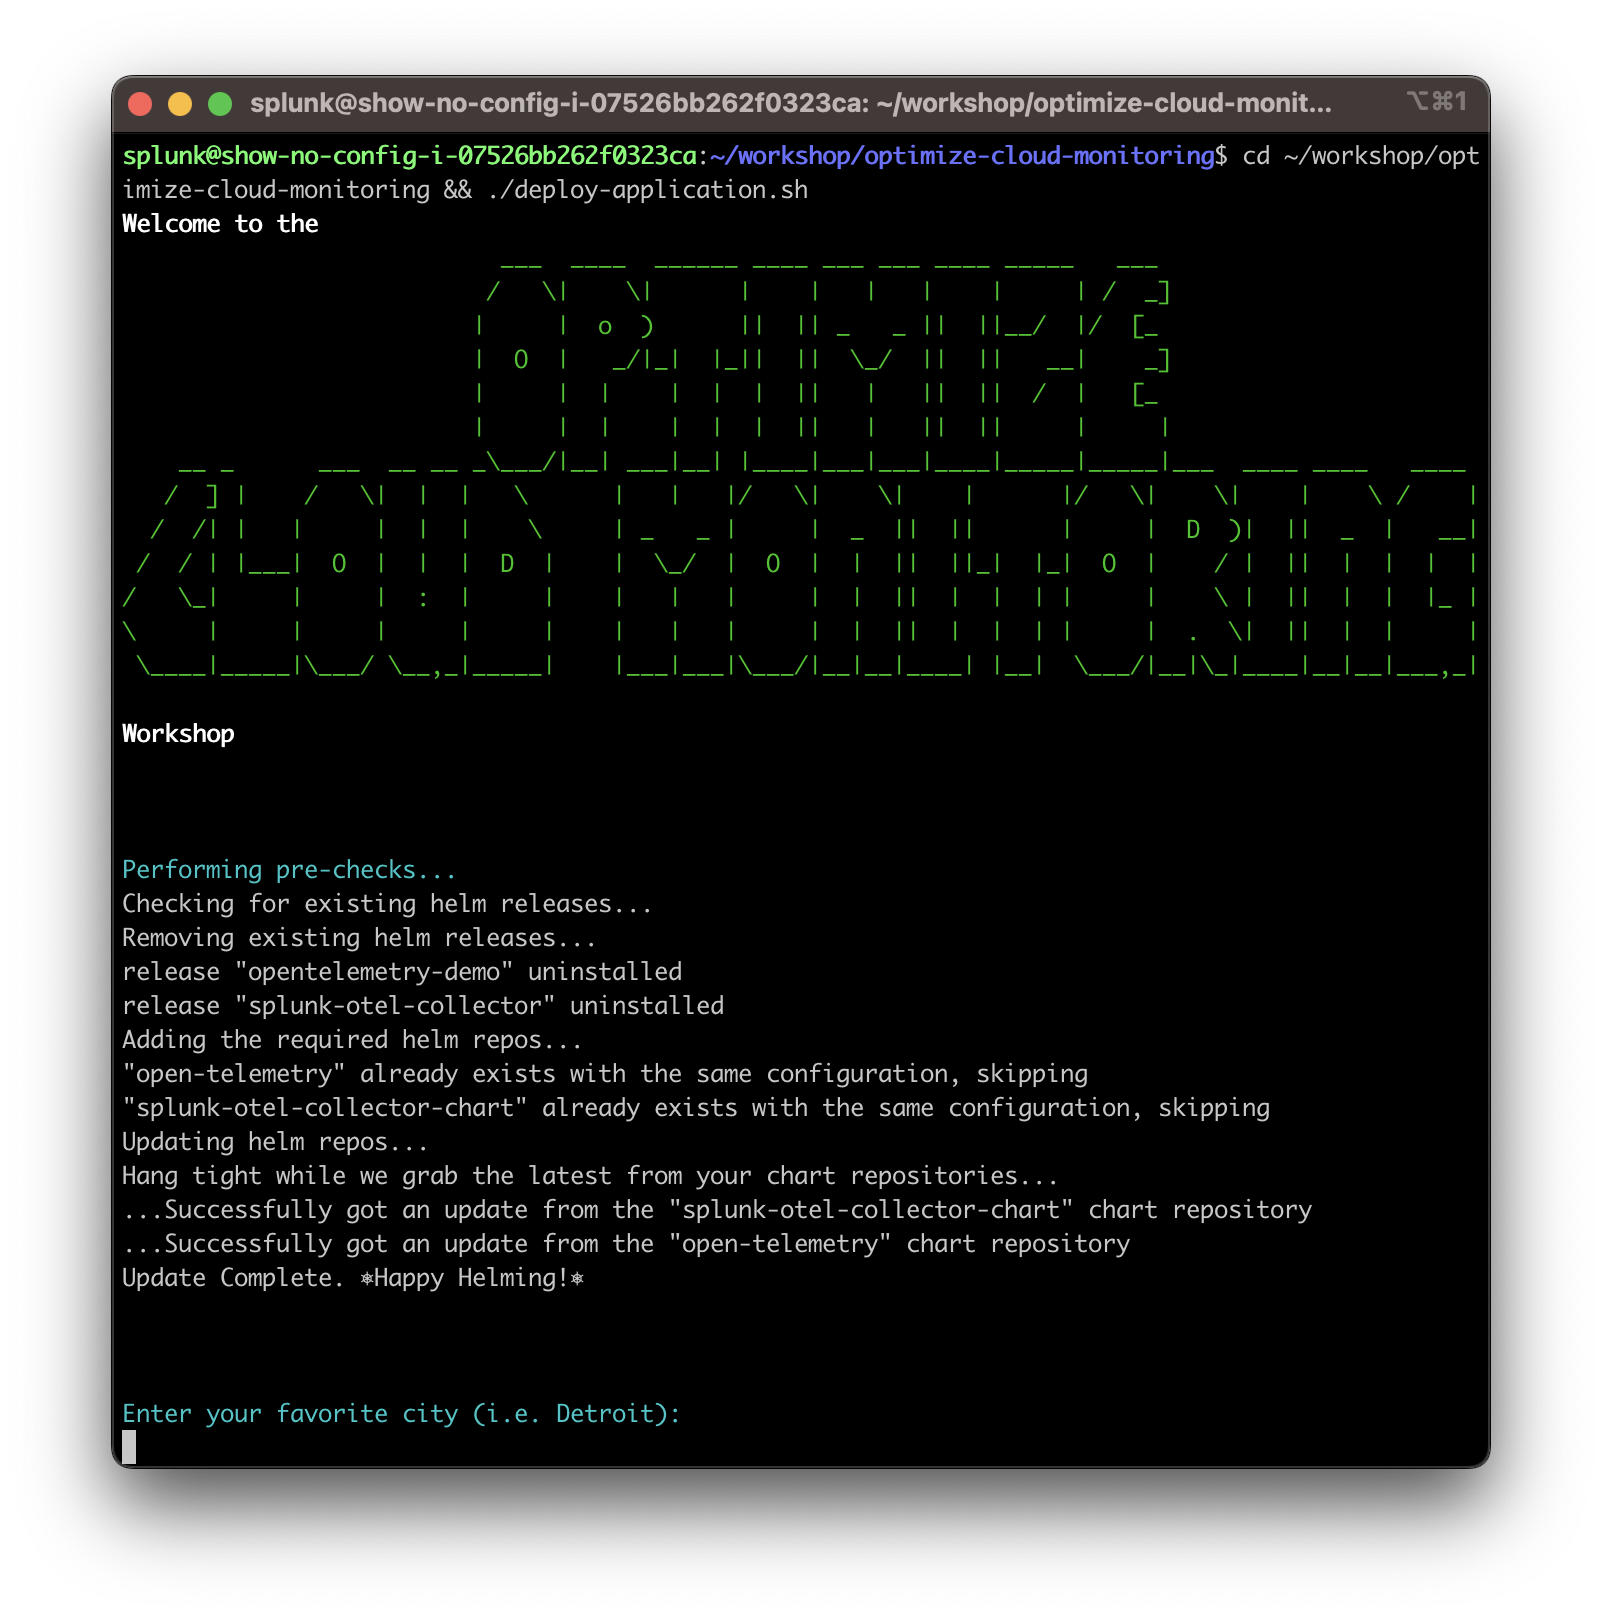 splunk@show-no-config-i-07526bb262f0323ca: ~/workshop/optimize-cloud-monit... ⌥⌘1
splunk@show-no-config-i-07526bb262f0323ca:~/workshop/optimize-cloud-monitoring$ cd ~/workshop/opt
imize-cloud-monitoring && ./deploy-application.sh
Welcome to the
OPTIMIZE
CLOUD MONITORING
Workshop
Performing pre-checks...
Checking for existing helm releases...
Removing existing helm releases...
release "opentelemetry-demo" uninstalled
release "splunk-otel-collector" uninstalled
Adding the required helm repos...
"open-telemetry" already exists with the same configuration, skipping
"splunk-otel-collector-chart" already exists with the same configuration, skipping
Updating helm repos...
Hang tight while we grab the latest from your chart repositories...
...Successfully got an update from the "splunk-otel-collector-chart" chart repository
...Successfully got an update from the "open-telemetry" chart repository
Update Complete. ⎈Happy Helming!⎈
Enter your favorite city (i.e. Detroit):